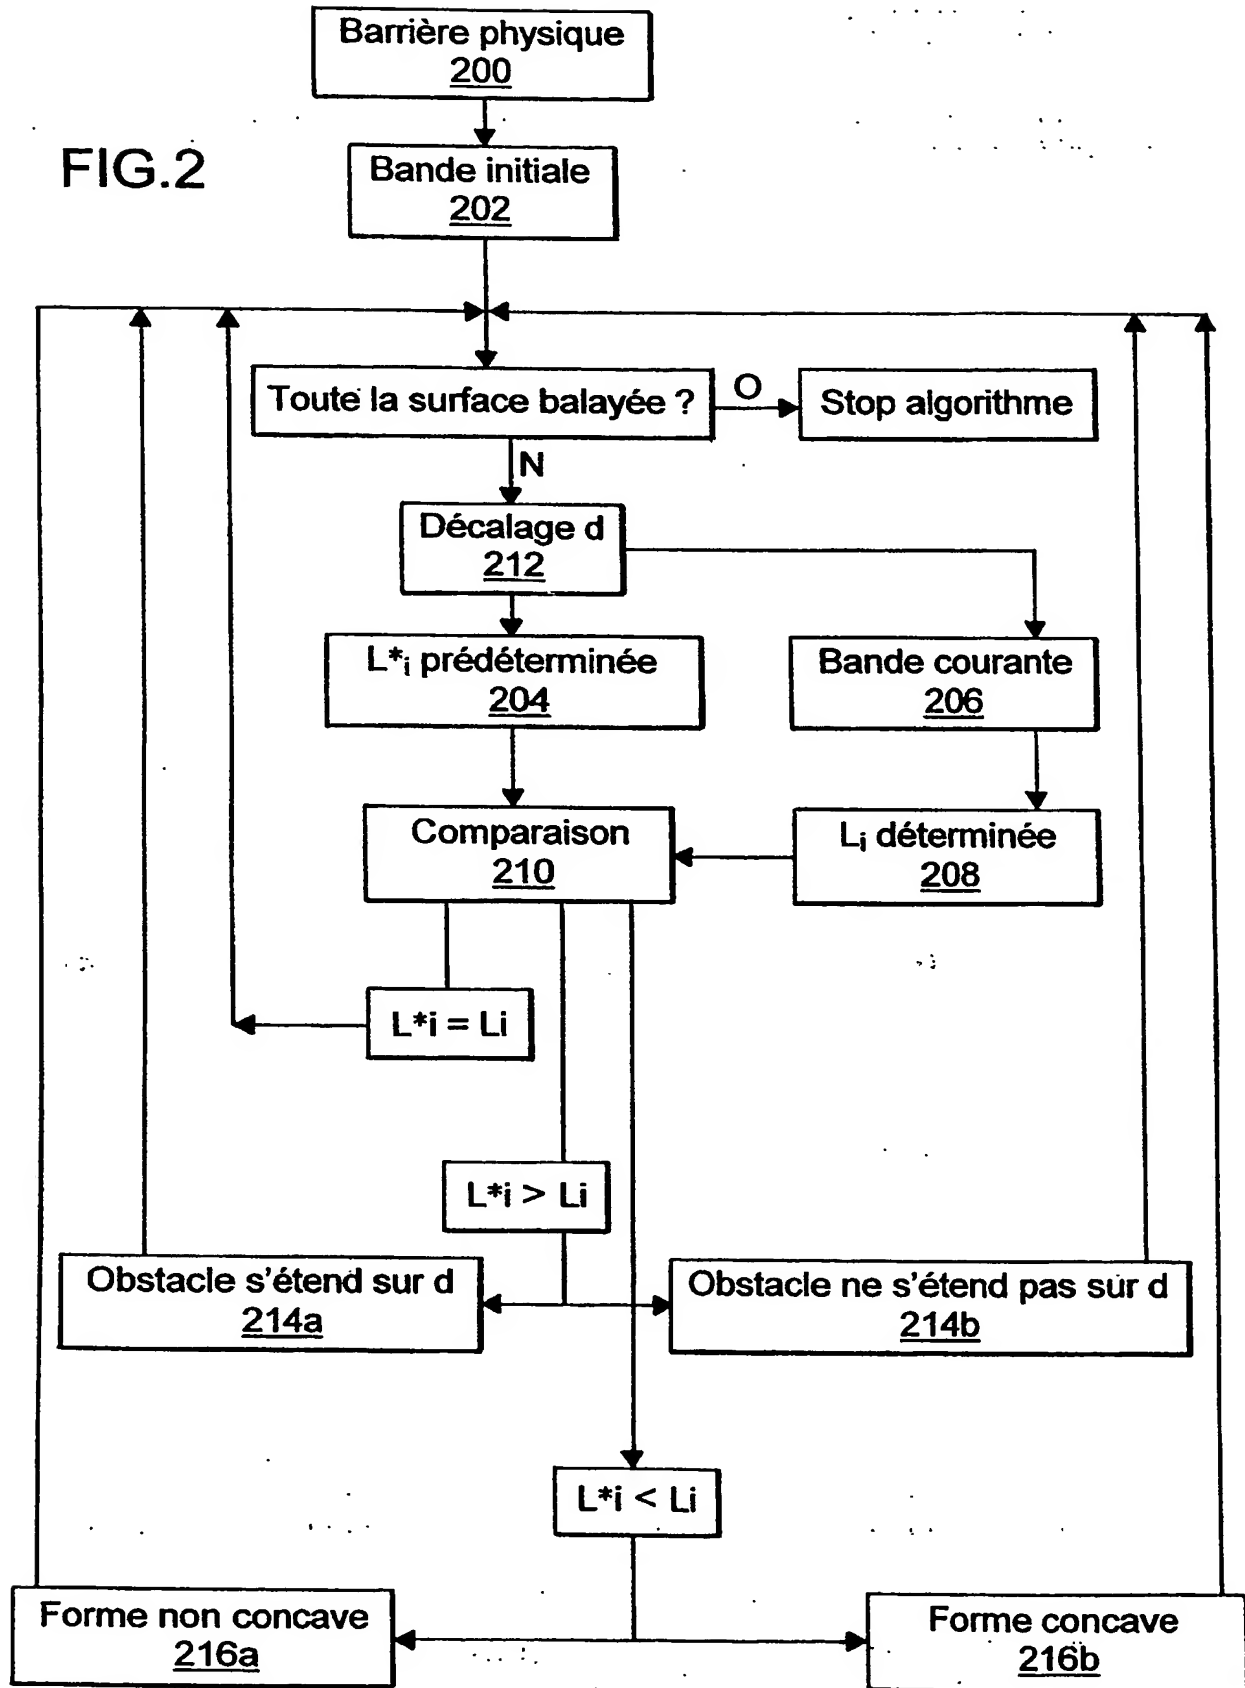 Barrière physique
200
FIG.2
Bande initiale
202
Toute la surface balayée ?
O
Stop algorithme
N
Décalage d
212
L*i prédéterminée
204
Bande courante
206
Comparaison
210
Li déterminée
208
L*i = Li
L*i > Li
Obstacle s'étend sur d
214a
Obstacle ne s'étend pas sur d
214b
L*i < Li
Forme non concave
216a
Forme concave
216b